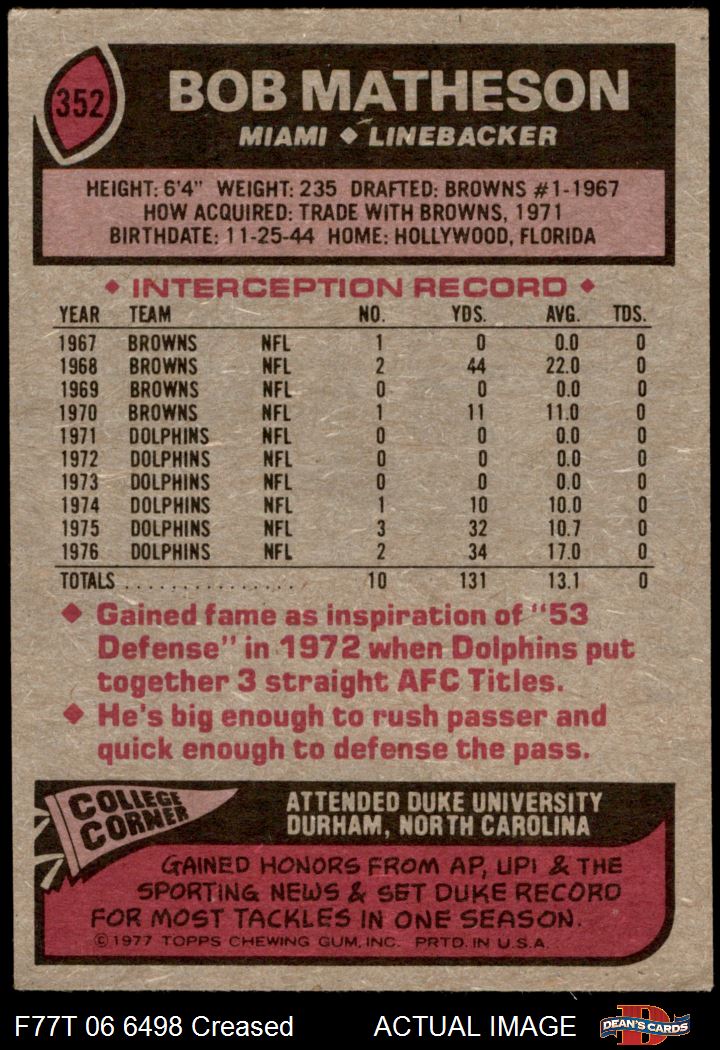 352
BOB MATHESON
MIAMI ◆ LINEBACKER
HEIGHT: 6'4" WEIGHT: 235 DRAFTED: BROWNS #1-1967
HOW ACQUIRED: TRADE WITH BROWNS, 1971
BIRTHDATE: 11-25-44 HOME: HOLLYWOOD, FLORIDA
◆ INTERCEPTION RECORD ◆
YEAR TEAM NO. YDS. AVG. TDS.
1967 BROWNS NFL 1 0 0.0 0
1968 BROWNS NFL 2 44 22.0 0
1969 BROWNS NFL 0 0 0.0 0
1970 BROWNS NFL 1 11 11.0 0
1971 DOLPHINS NFL 0 0 0.0 0
1972 DOLPHINS NFL 0 0 0.0 0
1973 DOLPHINS NFL 0 0 0.0 0
1974 DOLPHINS NFL 1 10 10.0 0
1975 DOLPHINS NFL 3 32 10.7 0
1976 DOLPHINS NFL 2 34 17.0 0
TOTALS................ 10 131 13.1 0
◆ Gained fame as inspiration of "53
Defense" in 1972 when Dolphins put
together 3 straight AFC Titles.
◆ He's big enough to rush passer and
quick enough to defense the pass.
COLLEGE
CORNER
ATTENDED DUKE UNIVERSITY
DURHAM, NORTH CAROLINA
GAINED HONORS FROM AP, UPI & THE
SPORTING NEWS & SET DUKE RECORD
FOR MOST TACKLES IN ONE SEASON.
©1977 TOPPS CHEWING GUM, INC. PRTD. IN U.S.A.
F77T 06 6498 Creased ACTUAL IMAGE
D
DEAN'S CARDS